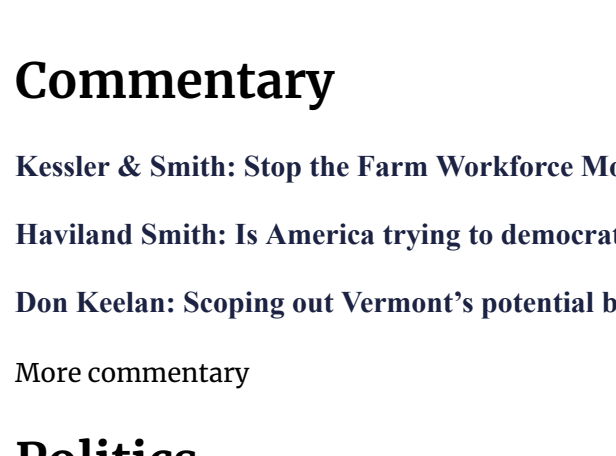 Commentary
Kessler & Smith: Stop the Farm Workforce
Haviland Smith: Is America trying to
Don Keelan: Scoping out Vermont’s potential
More commentary
Politics